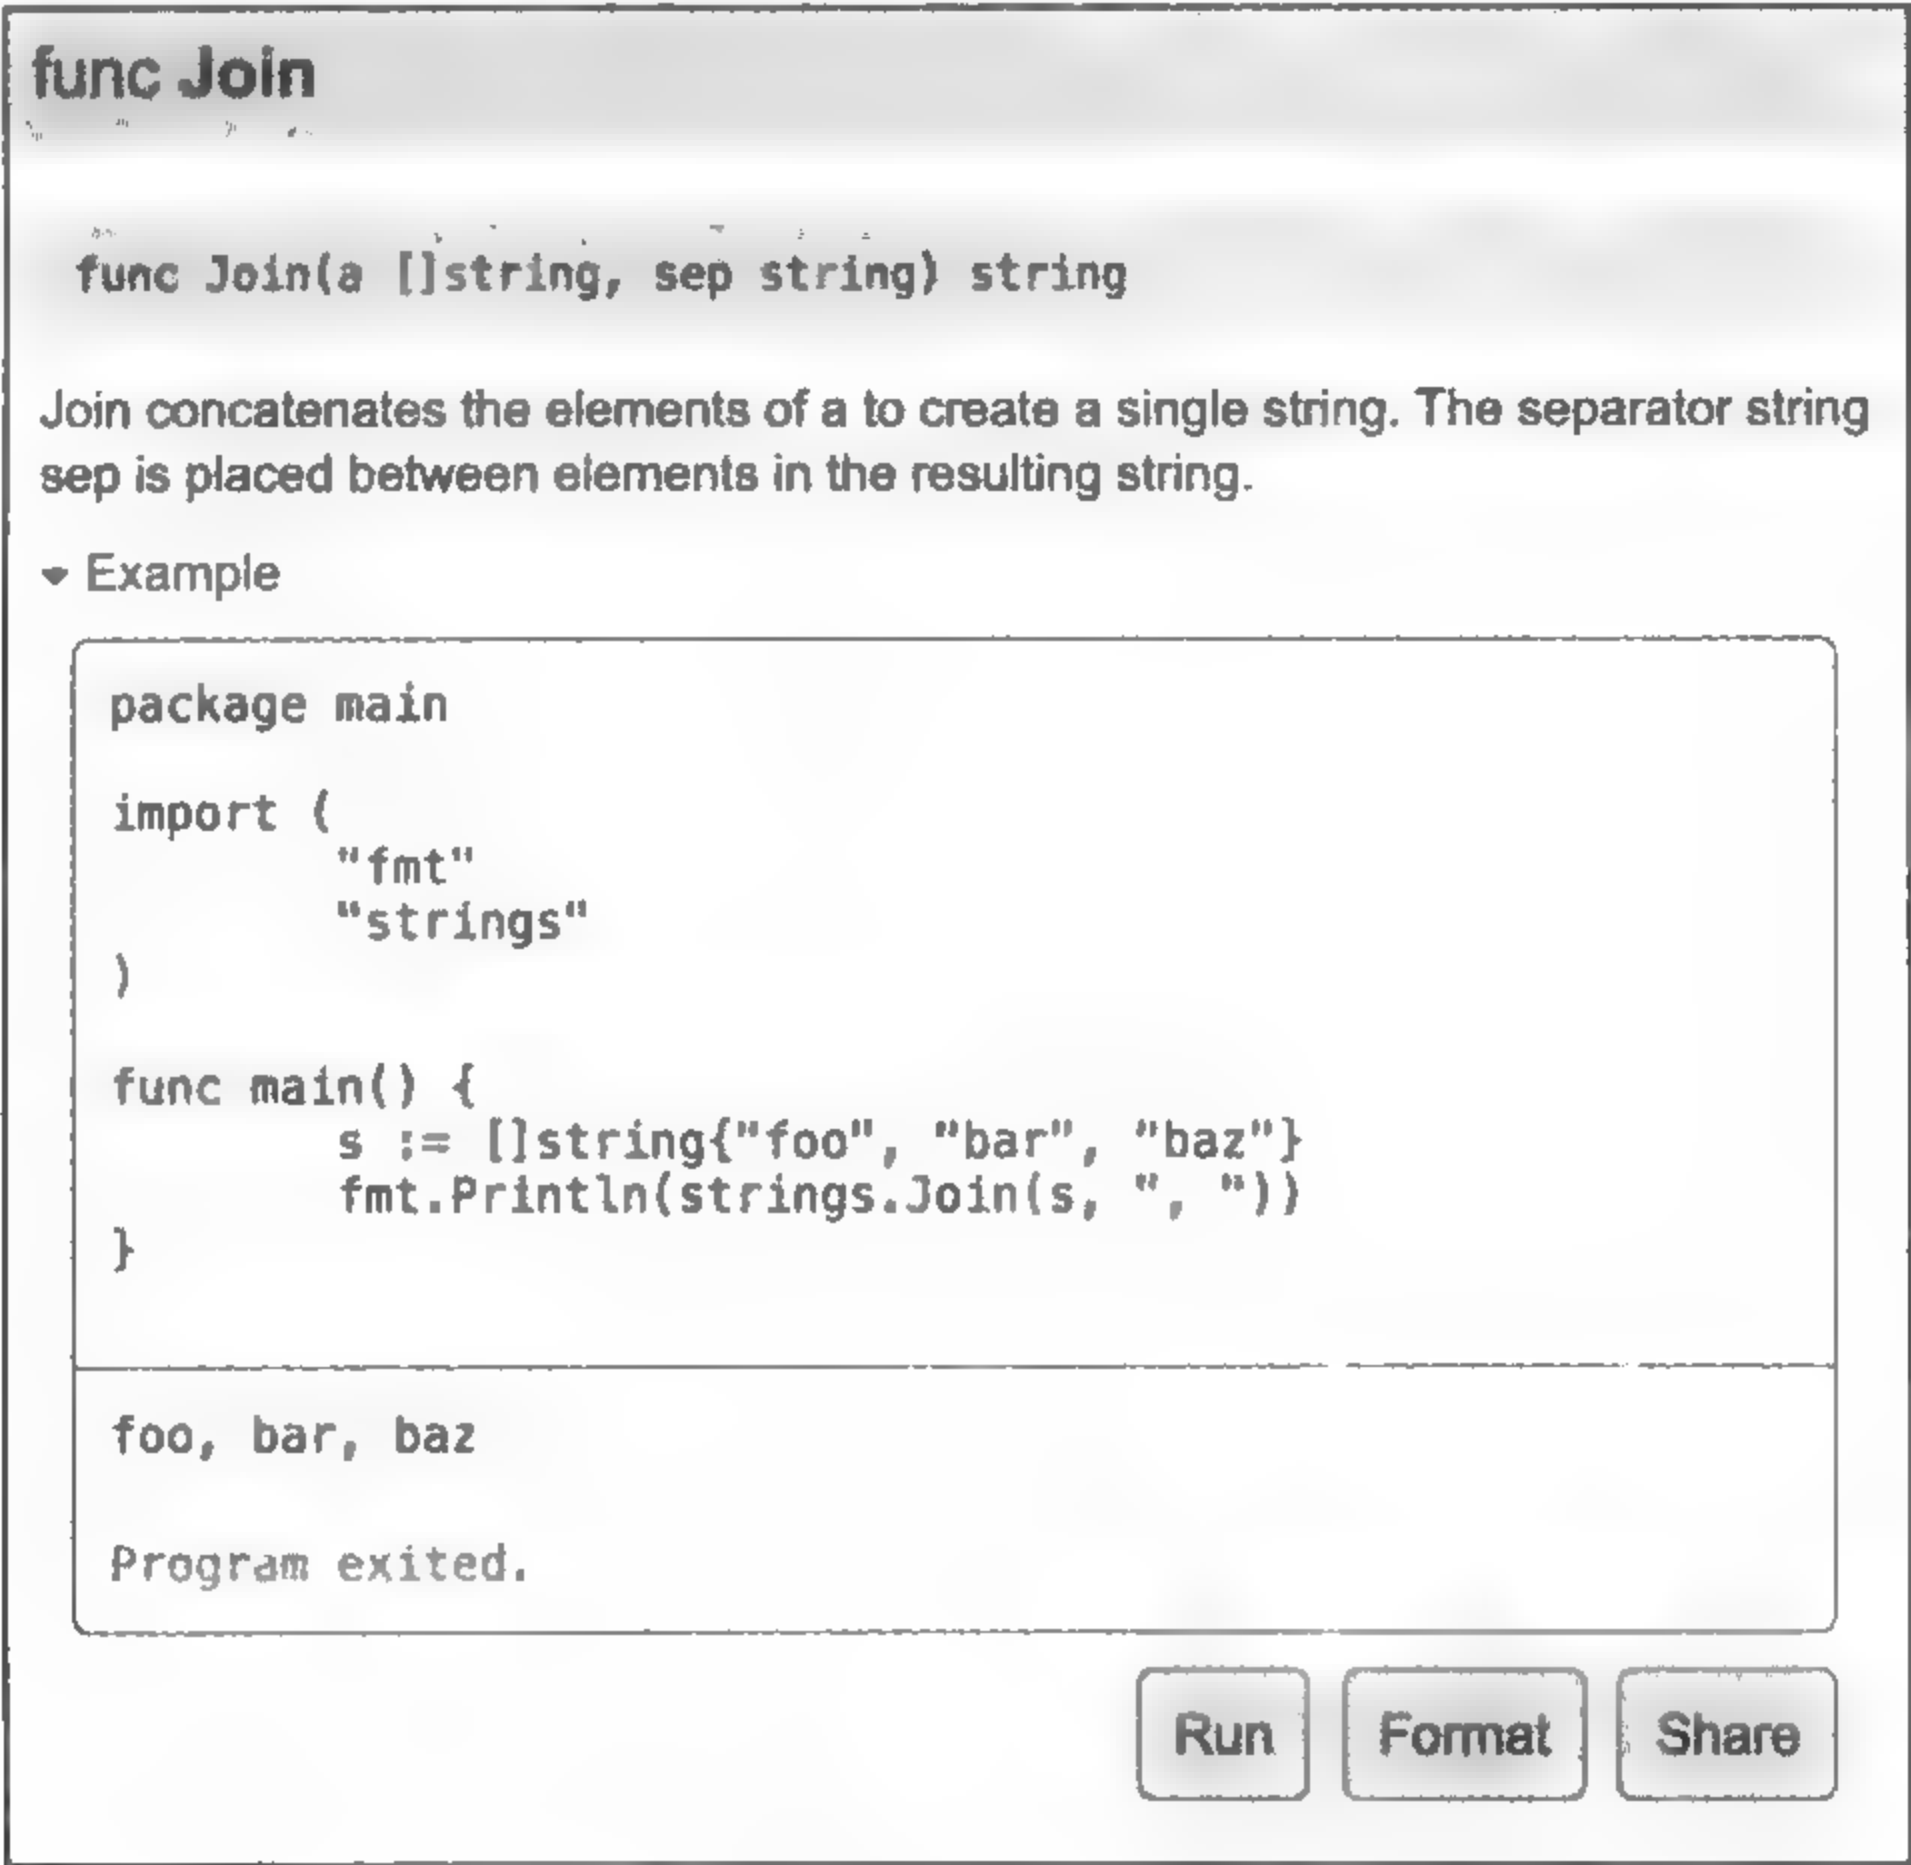 func Join
func Join(a []string, sep string) string
Join concatenates the elements of a to create a single string. The separator string
sep is placed between elements in the resulting string.
▾ Example
package main
import (
"fmt"
"strings"
)
func main() {
s := []string{"foo", "bar", "baz"}
fmt.Println(strings.Join(s, ", "))
}
foo, bar, baz
Program exited.
Run Format Share